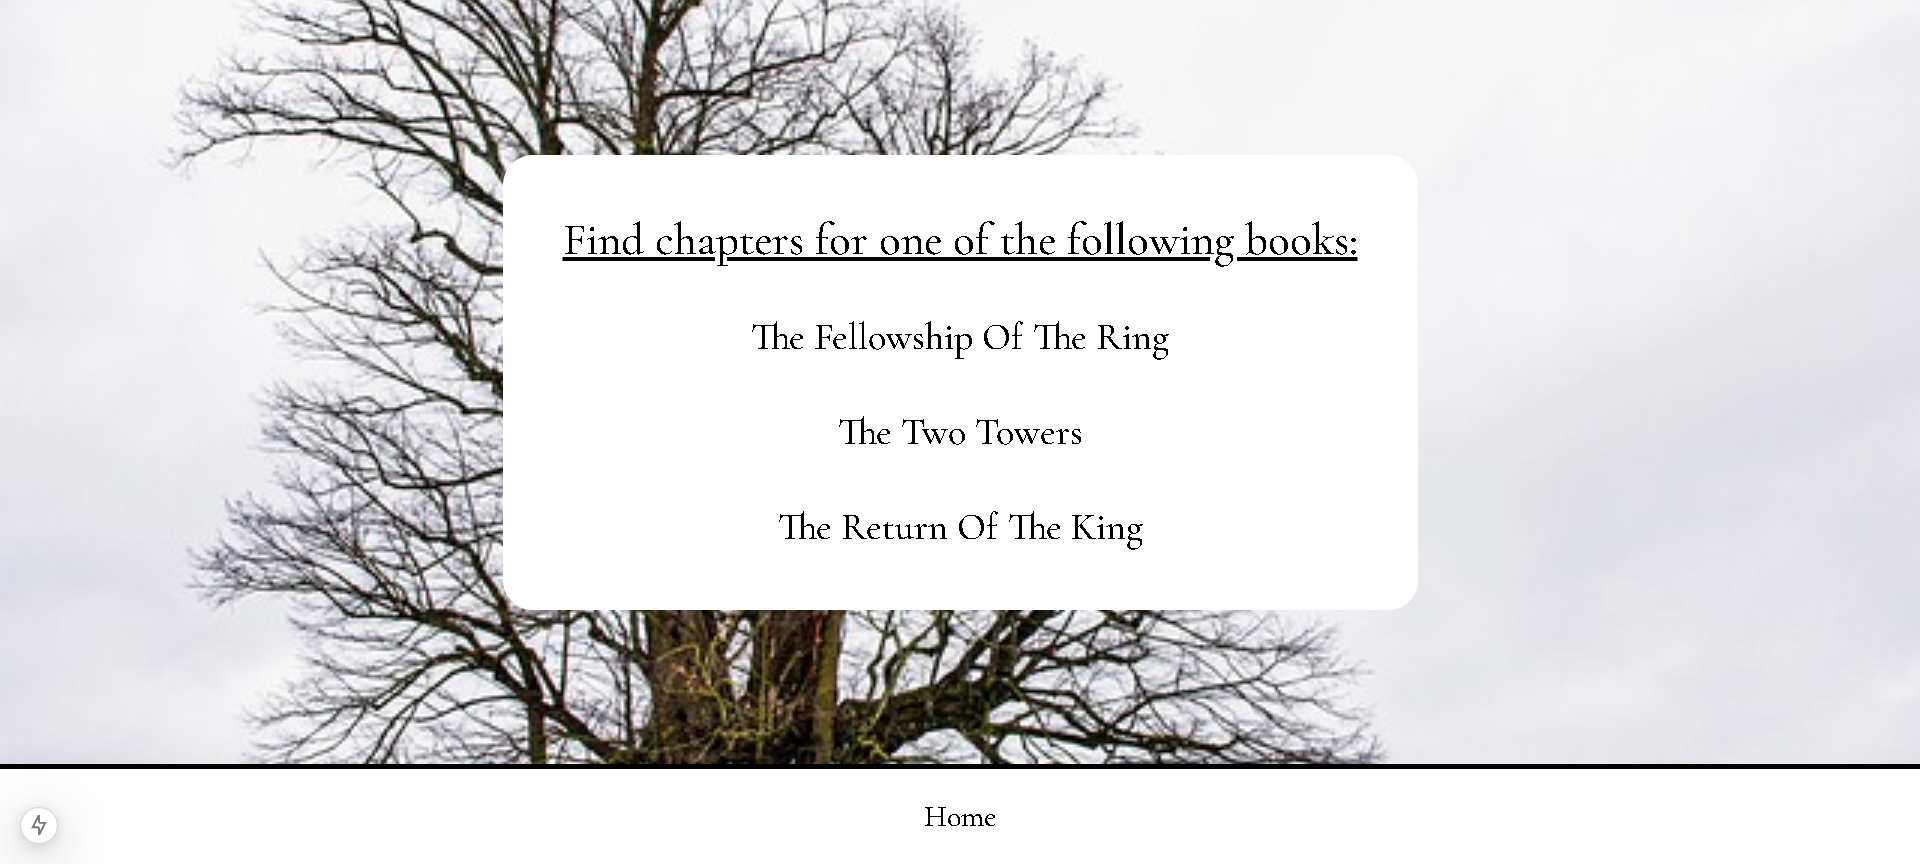 Find chapters for one of the following books:
The Fellowship Of The Ring
The Two Towers
The Return Of The King
Home